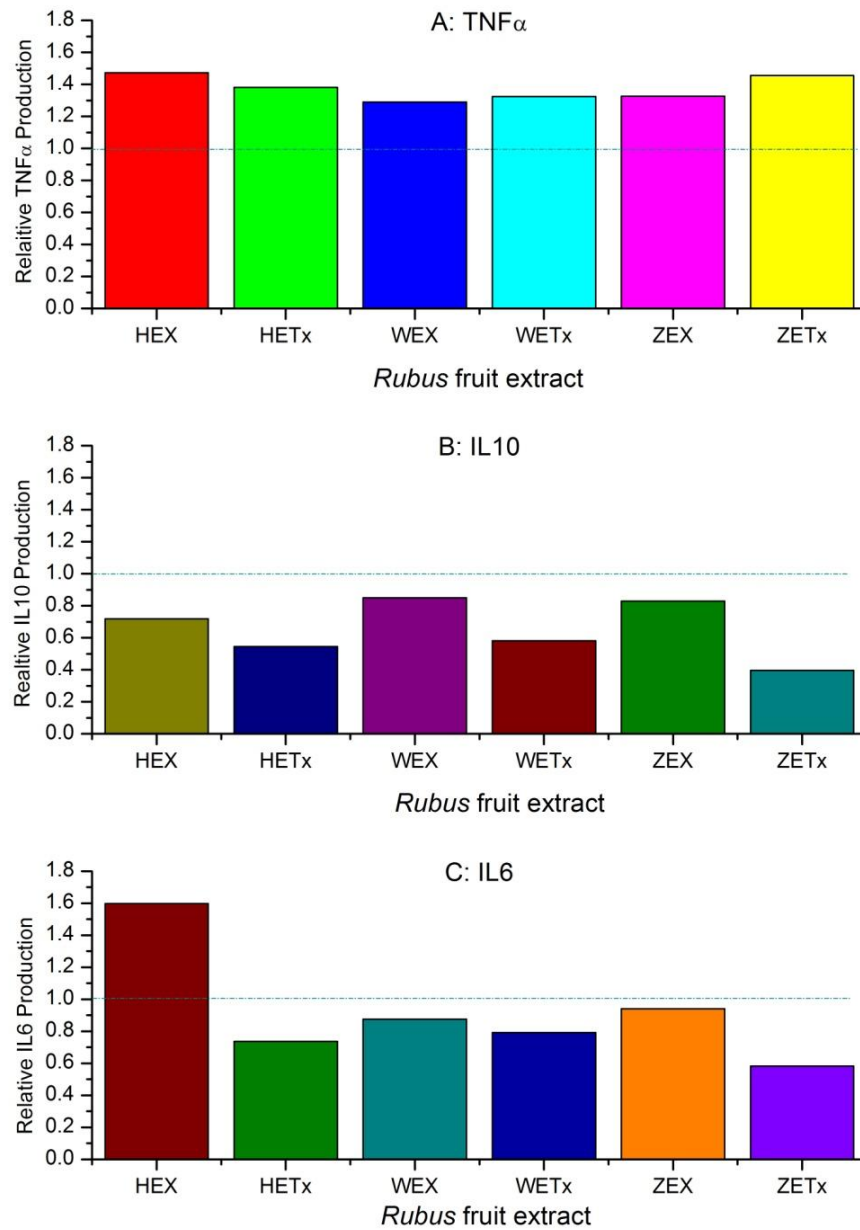 A: TNFα
Relaitive TNFα Production
1.8
1.6
1.4
1.2
1.0
0.8
0.6
0.4
0.2
0.0
HEX HETx WEX WETx ZEX ZETx
Rubus fruit extract
B: IL10
Realtive IL10 Production
1.8
1.6
1.4
1.2
1.0
0.8
0.6
0.4
0.2
0.0
HEX HETx WEX WETx ZEX ZETx
Rubus fruit extract
C: IL6
Relative IL6 Production
1.8
1.6
1.4
1.2
1.0
0.8
0.6
0.4
0.2
0.0
HEX HETx WEX WETx ZEX ZETx
Rubus fruit extract